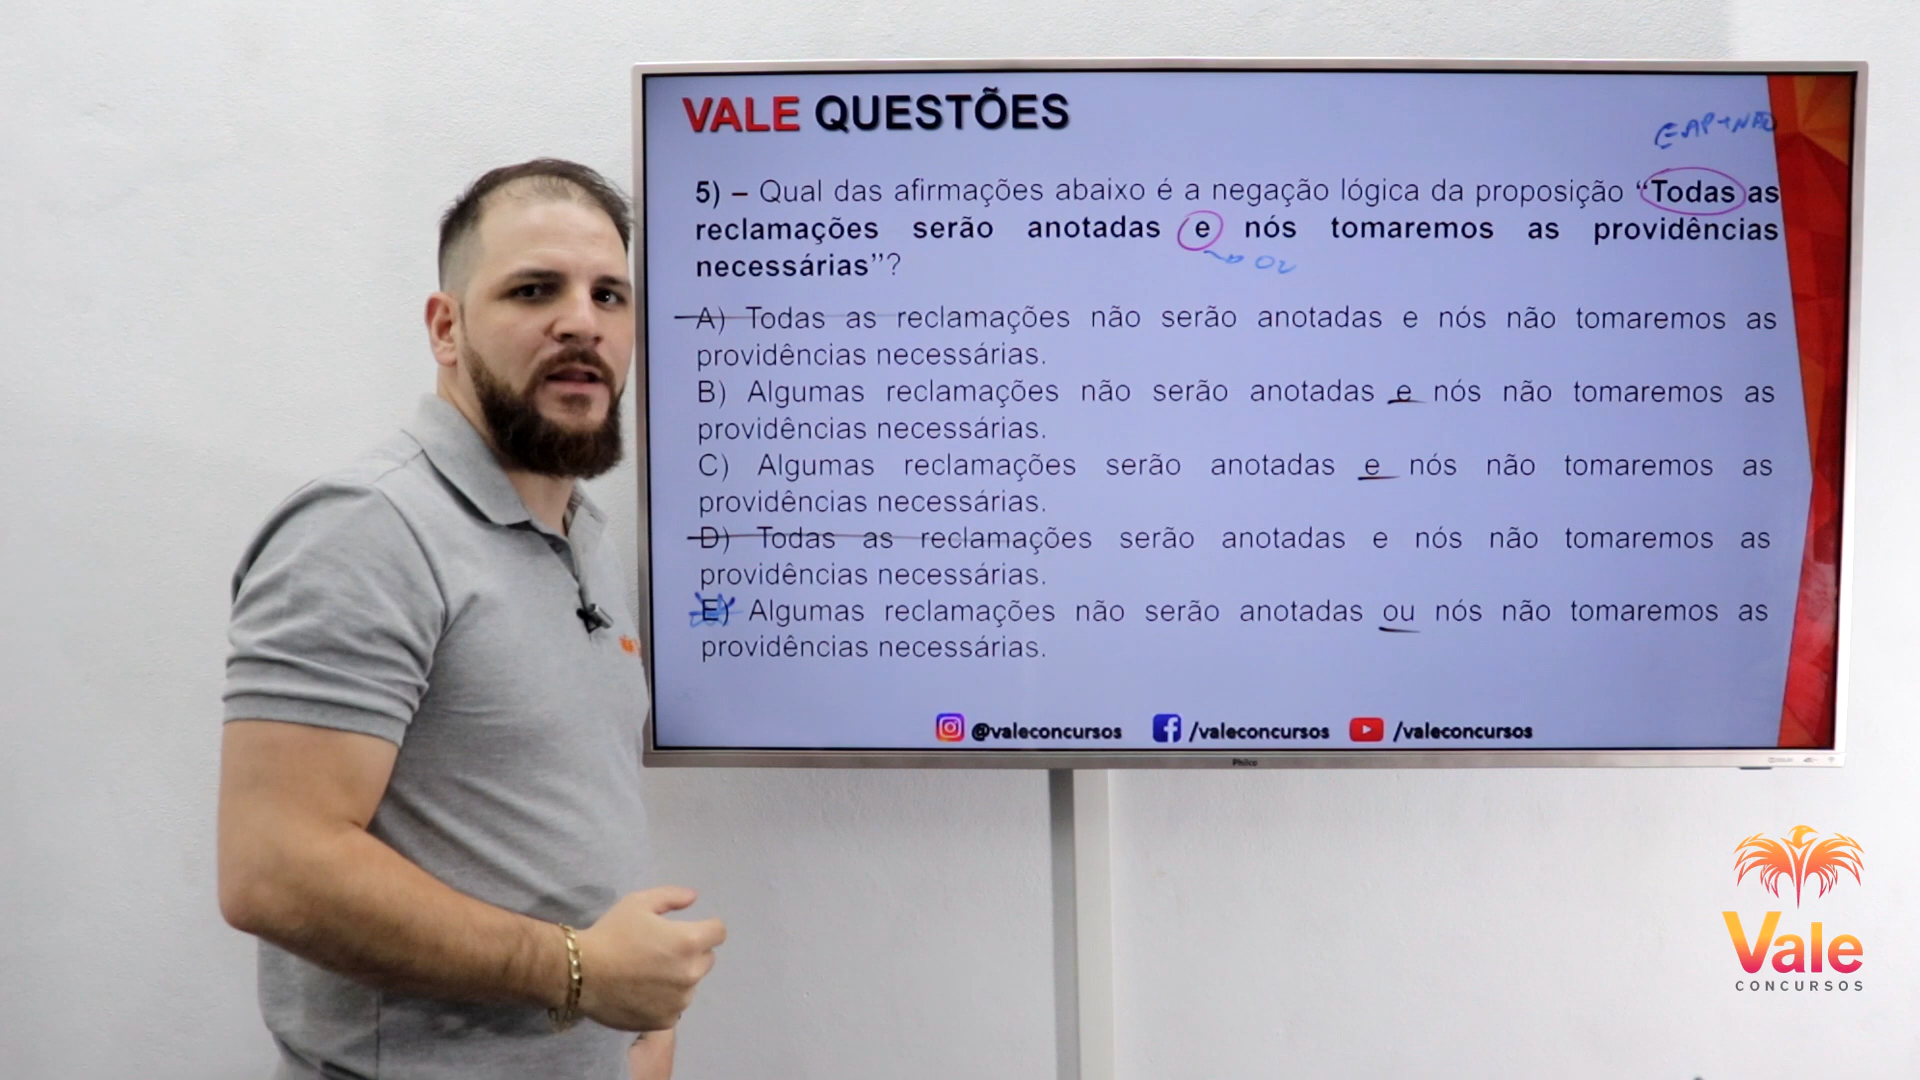 VALE QUESTÕES
EAP+NÃO
5) – Qual das afirmações abaixo é a negação lógica da proposição “Todas as
reclamações serão anotadas e nós tomaremos as providências
necessárias”?
OU
A) Todas as reclamações não serão anotadas e nós não tomaremos as
providências necessárias.
B) Algumas reclamações não serão anotadas e nós não tomaremos as
providências necessárias.
C) Algumas reclamações serão anotadas e nós não tomaremos as
providências necessárias.
D) Todas as reclamações serão anotadas e nós não tomaremos as
providências necessárias.
E) Algumas reclamações não serão anotadas ou nós não tomaremos as
providências necessárias.
@valeconcursos /valeconcursos /valeconcursos
Philco
Vale
CONCURSOS